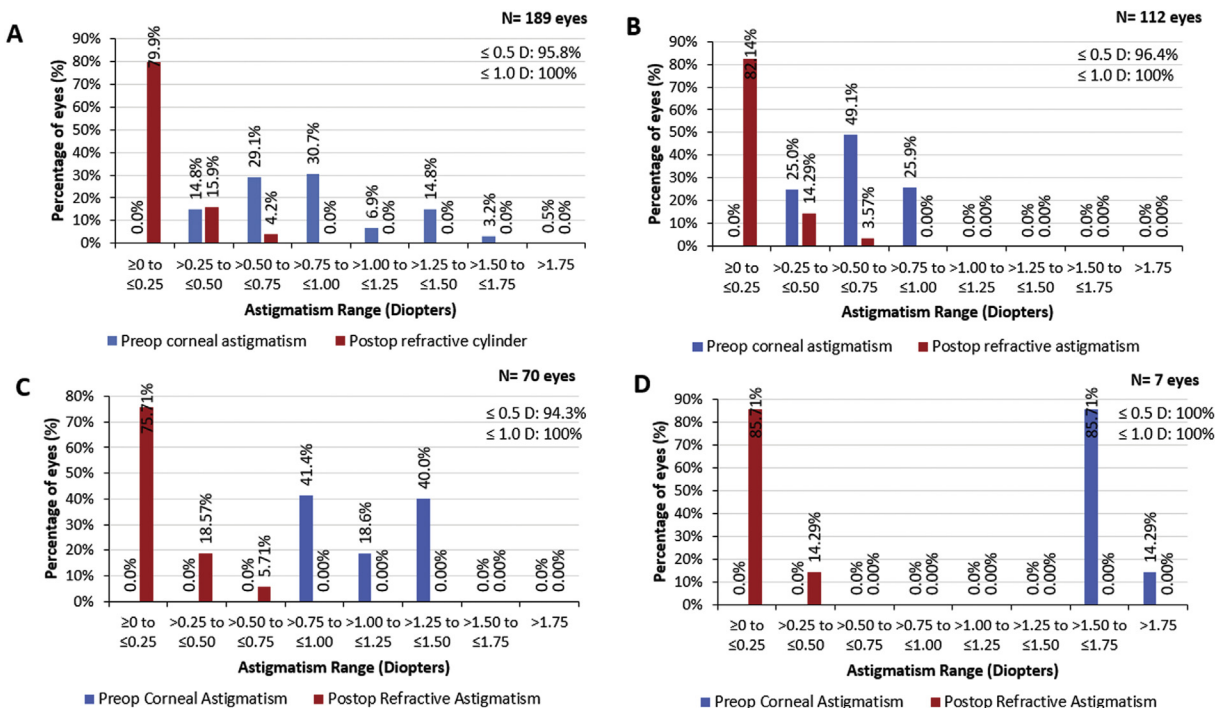 A
N= 189 eyes
≤ 0.5 D: 95.8%
≤ 1.0 D: 100%
Percentage of eyes (%)
90%
80%
70%
60%
50%
40%
30%
20%
10%
0%
0.0% 79.9% 14.8% 15.9% 29.1% 4.2% 30.7% 0.0% 6.9% 0.0% 14.8% 0.0% 3.2% 0.0% 0.5% 0.0%
≥0 to >0.25 to >0.50 to >0.75 to >1.00 to >1.25 to >1.50 to >1.75
≤0.25 ≤0.50 ≤0.75 ≤1.00 ≤1.25 ≤1.50 ≤1.75
Astigmatism Range (Diopters)
Preop corneal astigmatism Postop refractive cylinder
B
N= 112 eyes
≤ 0.5 D: 96.4%
≤ 1.0 D: 100%
Percentage of eyes (%)
90%
80%
70%
60%
50%
40%
30%
20%
10%
0%
0.0% 82.14% 25.0% 14.29% 49.1% 3.57% 25.9% 0.00% 0.0% 0.00% 0.0% 0.00% 0.0% 0.00% 0.0% 0.00%
≥0 to >0.25 to >0.50 to >0.75 to >1.00 to >1.25 to >1.50 to >1.75
≤0.25 ≤0.50 ≤0.75 ≤1.00 ≤1.25 ≤1.50 ≤1.75
Astigmatism Range (Diopters)
Preop corneal astigmatism Postop refractive astigmatism
C
N= 70 eyes
≤ 0.5 D: 94.3%
≤ 1.0 D: 100%
Percentage of eyes (%)
80%
70%
60%
50%
40%
30%
20%
10%
0%
0.0% 75.71% 0.0% 18.57% 0.0% 5.71% 41.4% 0.00% 18.6% 0.00% 40.0% 0.00% 0.0% 0.00% 0.0% 0.00%
≥0 to >0.25 to >0.50 to >0.75 to >1.00 to >1.25 to >1.50 to >1.75
≤0.25 ≤0.50 ≤0.75 ≤1.00 ≤1.25 ≤1.50 ≤1.75
Astigmatism Range (Diopters)
Preop Corneal Astigmatism Postop Refractive Astigmatism
D
N= 7 eyes
≤ 0.5 D: 100%
≤ 1.0 D: 100%
Percentage of eyes (%)
90%
80%
70%
60%
50%
40%
30%
20%
10%
0%
0.0% 85.71% 0.0% 14.29% 0.0% 0.00% 0.0% 0.00% 0.0% 0.00% 0.0% 0.00% 85.71% 0.00% 14.29% 0.00%
≥0 to >0.25 to >0.50 to >0.75 to >1.00 to >1.25 to >1.50 to >1.75
≤0.25 ≤0.50 ≤0.75 ≤1.00 ≤1.25 ≤1.50 ≤1.75
Astigmatism Range (Diopters)
Preop Corneal Astigmatism Postop Refractive Astigmatism